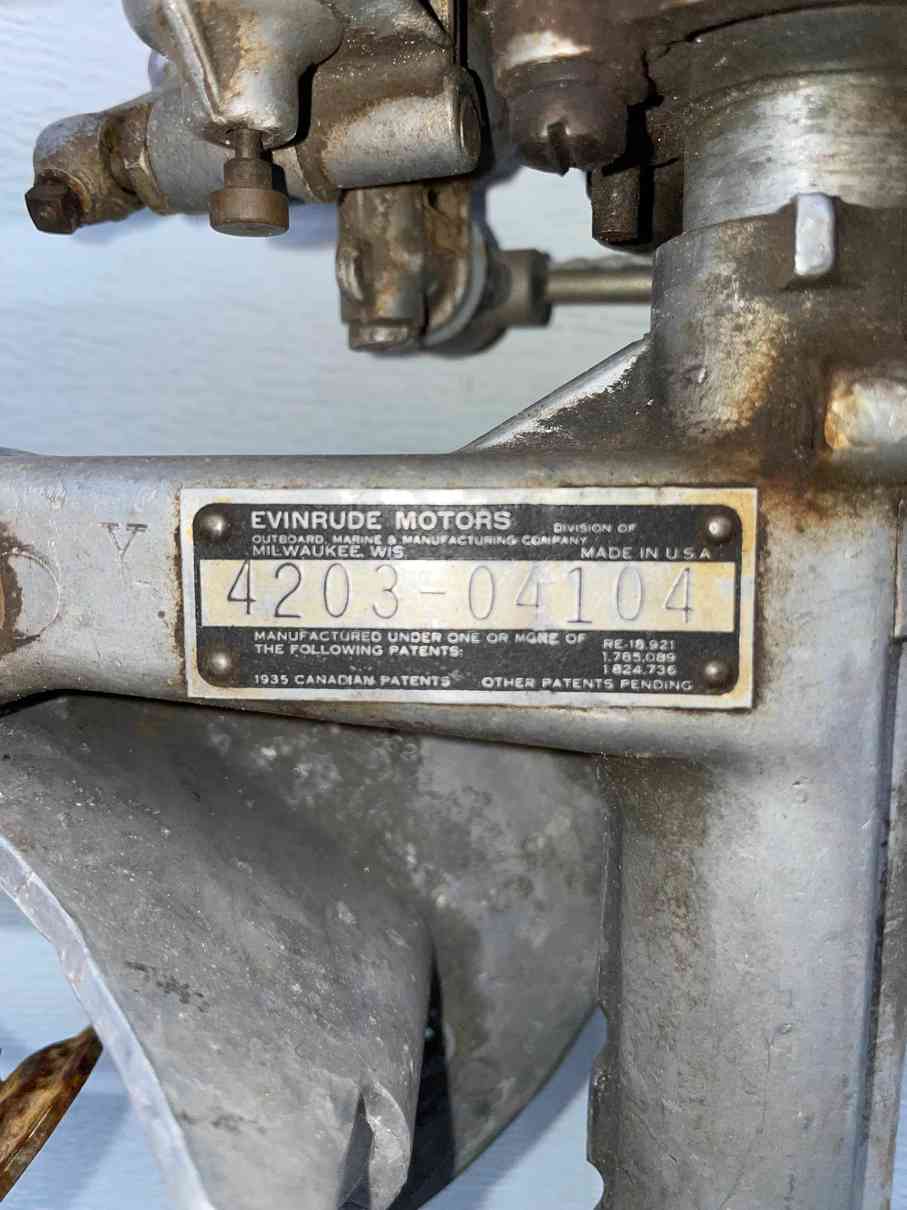 Y
EVINRUDE MOTORS DIVISION OF
OUTBOARD, MARINE & MANUFACTURING COMPANY
MILWAUKEE, WIS. MADE IN U.S.A
4203-04104
MANUFACTURED UNDER ONE OR MORE OF
THE FOLLOWING PATENTS:
RE-18,921
1,765,089
1,824,736
1935 CANADIAN PATENTS OTHER PATENTS PENDING